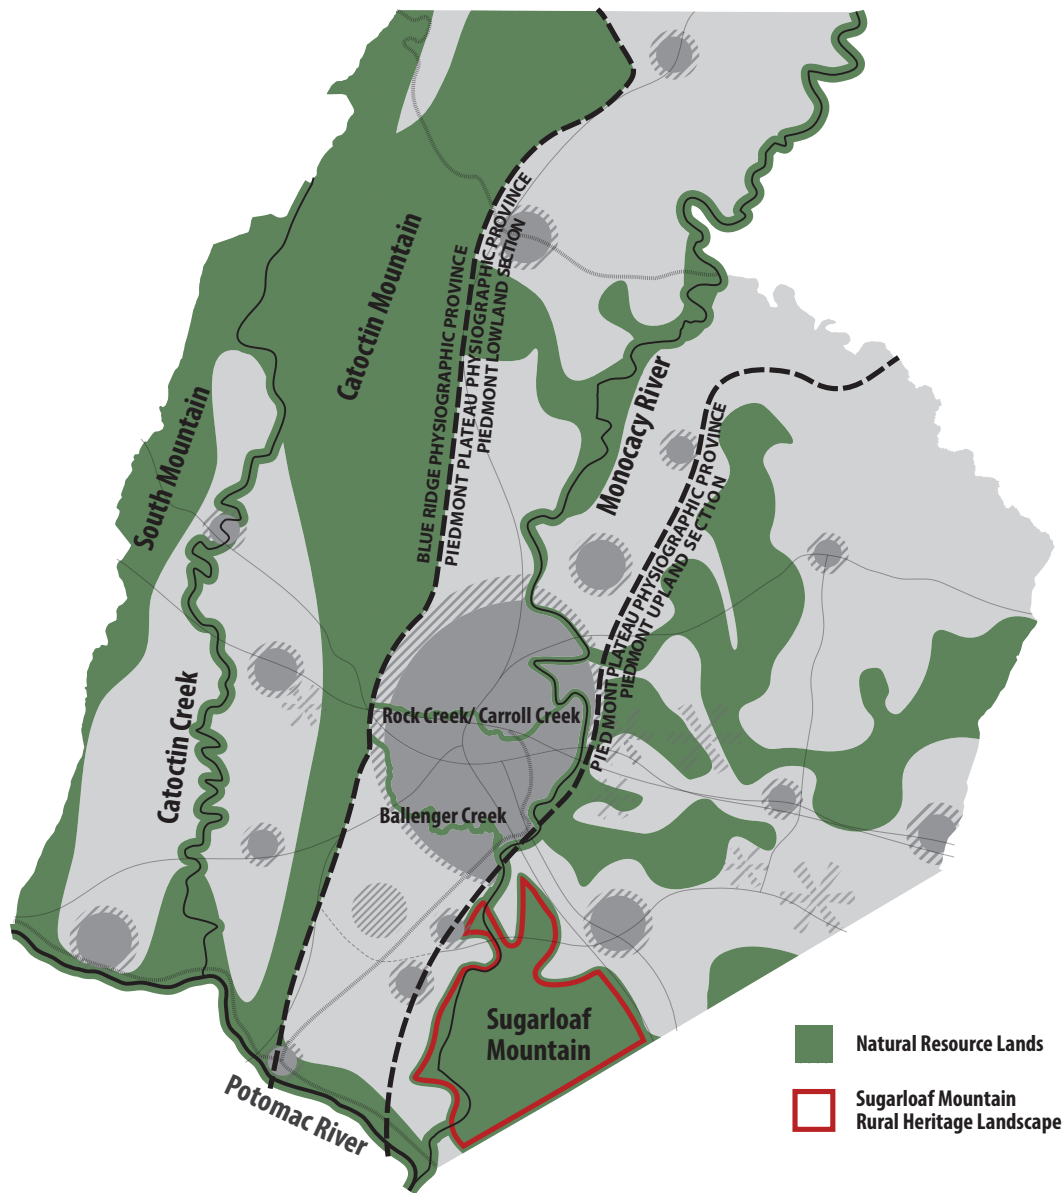 Catoctin Mountain
BLUE RIDGE PHYSIOGRAPHIC PROVINCE
PIEDMONT PLATEAU PHYSIOGRAPHIC PROVINCE
PIEDMONT LOWLAND SECTION
South Mountain
Monocacy River
PIEDMONT PLATEAU PHYSIOGRAPHIC PROVINCE
PIEDMONT UPLAND SECTION
Catoctin Creek
Rock Creek/ Carroll Creek
Ballenger Creek
Sugarloaf
Mountain
Potomac River
Natural Resource Lands
Sugarloaf Mountain
Rural Heritage Landscape